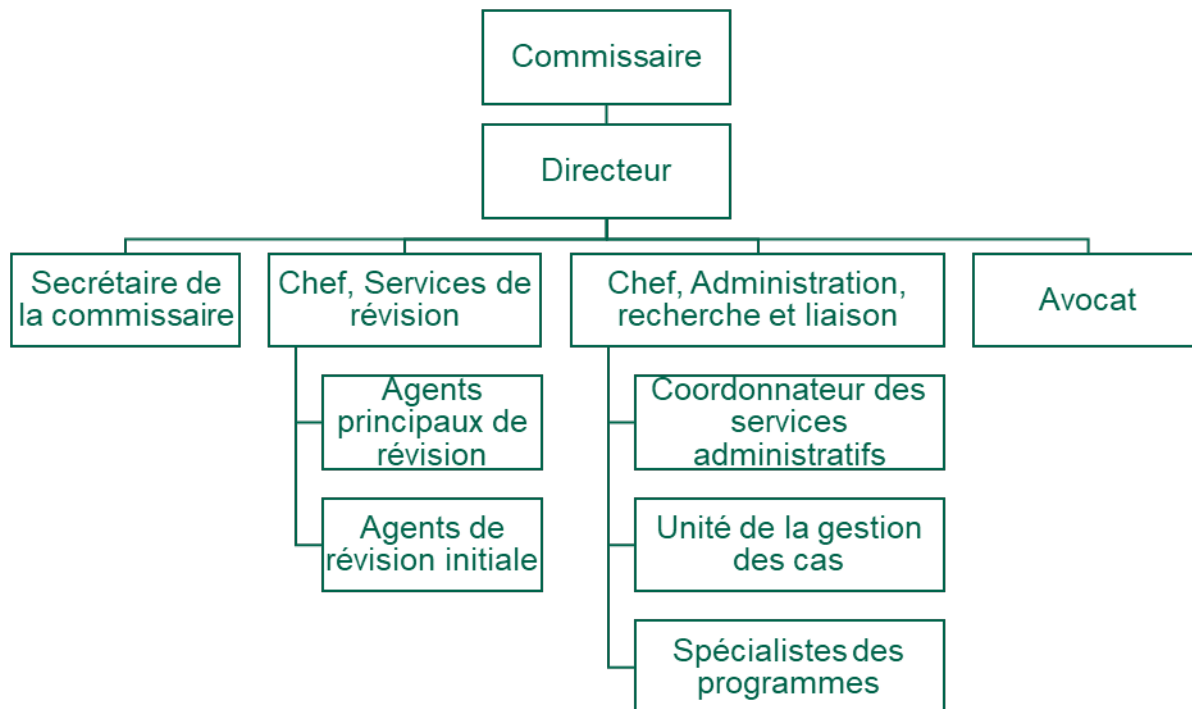 Commissaire
Directeur
Secrétaire de
la commissaire
Chef, Services de
révision
Chef, Administration,
recherche et liaison
Avocat
Agents
principaux de
révision
Agents de
révision initiale
Coordonnateur des
services
administratifs
Unité de la gestion
des cas
Spécialistes des
programmes